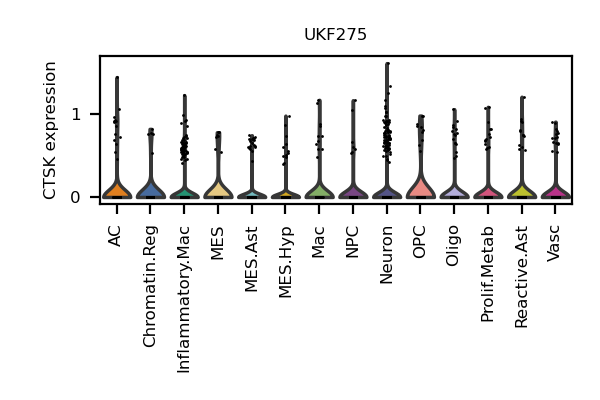 UKF275
CTSK expression
1
0
AC
Chromatin.Reg
Inflammatory.Mac
MES
MES.Ast
MES.Hyp
Mac
NPC
Neuron
OPC
Oligo
Prolif.Metab
Reactive.Ast
Vasc